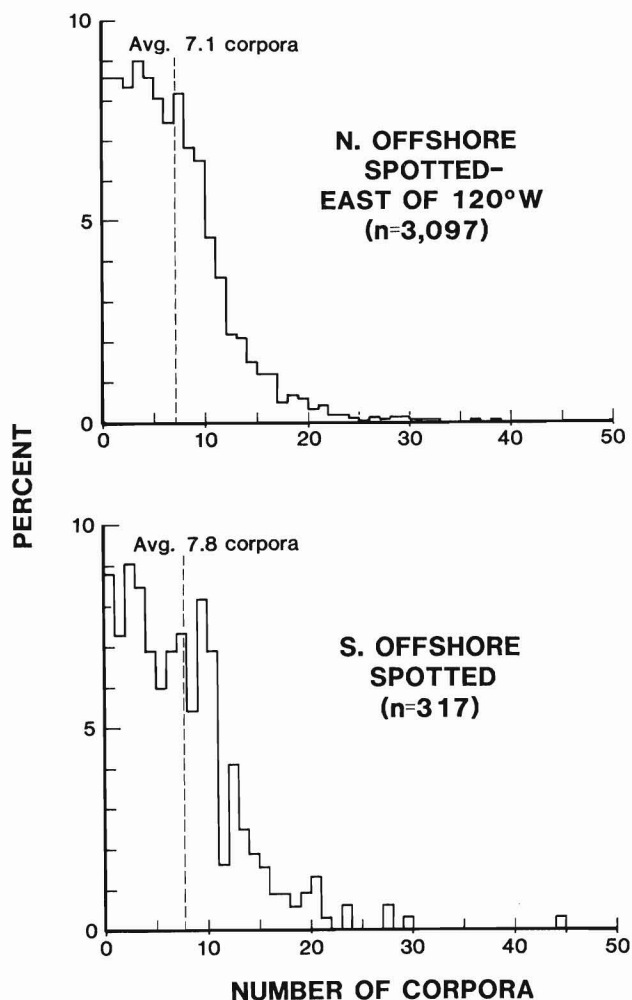 10
Avg. 7.1 corpora
N. OFFSHORE
SPOTTED-
EAST OF 120°W
(n=3,097)
5
0
0 10 20 30 40 50
PERCENT
10
Avg. 7.8 corpora
S. OFFSHORE
SPOTTED
(n=317)
5
0
0 10 20 30 40 50
NUMBER OF CORPORA